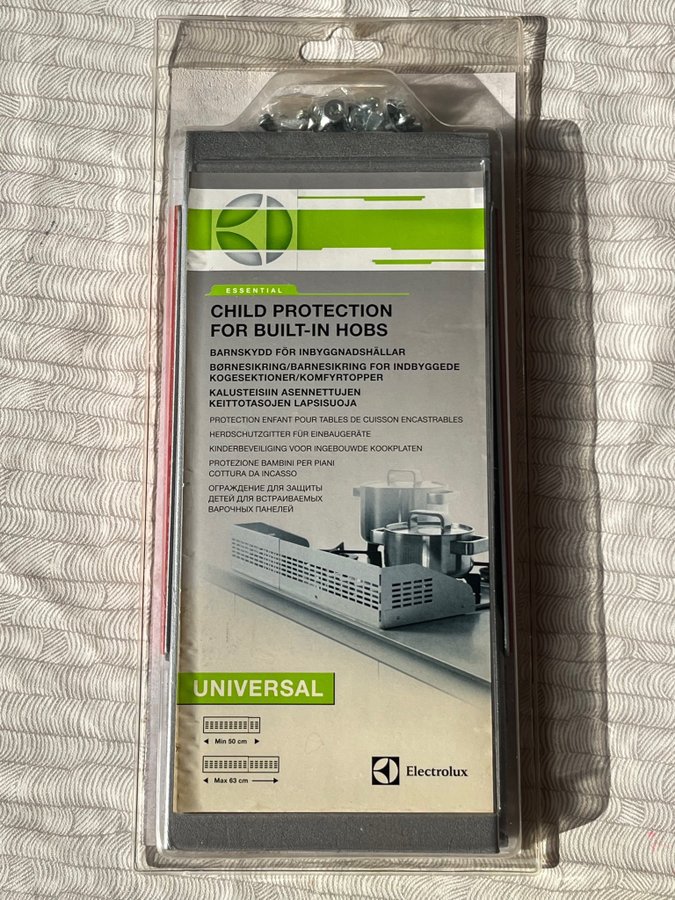 ESSENTIAL
CHILD PROTECTION
FOR BUILT-IN HOBS
BARNSKYDD FÖR INBYGGNADSHÄLLAR
BØRNESIKRING/BARNESIKRING FOR INDBYGGEDE
KOGESEKTIONER/KOMFYRTOPPER
KALUSTEISIIN ASENNETTUJEN
KEITTOTASOJEN LAPSISUOJA
PROTECTION ENFANT POUR TABLES DE CUISSON ENCASTRABLES
HERDSCHUTZGITTER FÜR EINBAUGERÄTE
KINDERBEVEILIGING VOOR INGEBOUWDE KOOKPLATEN
PROTEZIONE BAMBINI PER PIANI
COTTURA DA INCASSO
ОГРАЖДЕНИЕ ДЛЯ ЗАЩИТЫ
ДЕТЕЙ ДЛЯ ВСТРАИВАЕМЫХ
ВАРОЧНЫХ ПАНЕЛЕЙ
UNIVERSAL
Min 50 cm
Max 63 cm
Electrolux